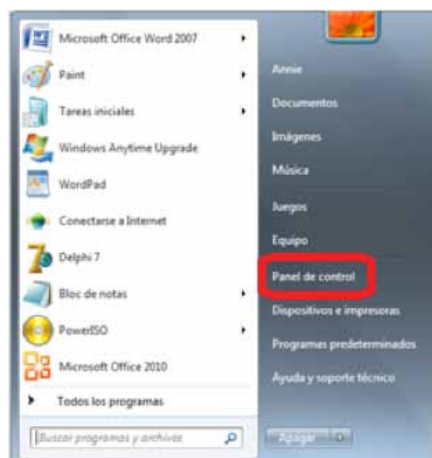 Microsoft Office Word 2007
Paint
Tareas iniciales
Windows Anytime Upgrade
WordPad
Conectarse a Internet
Delphi 7
Bloc de notas
PowerISO
Microsoft Office 2010
Todos los programas
Buscar programas y archivos
Annie
Documentos
Imágenes
Música
Juegos
Equipo
Panel de control
Dispositivos e impresoras
Programas predeterminados
Ayuda y soporte técnico
Apagar